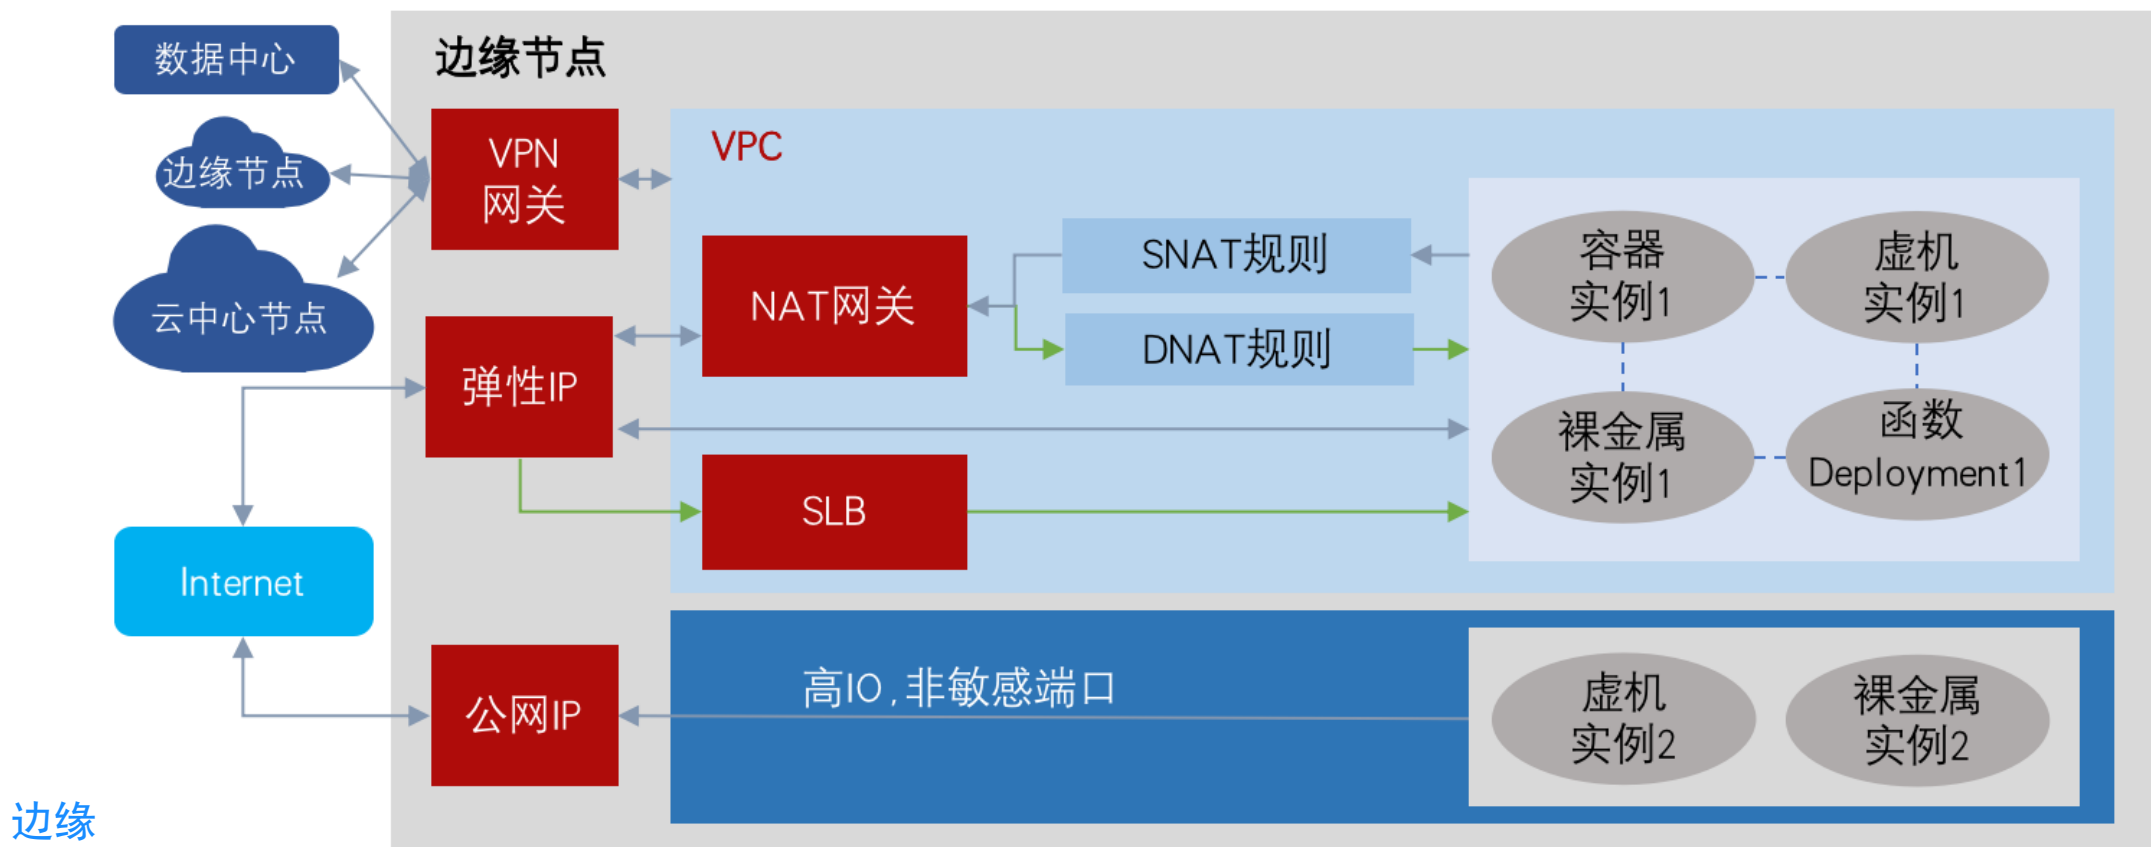 数据中心
边缘节点
云中心节点
Internet
边缘节点
VPN
网关
弹性IP
公网IP
VPC
NAT网关
SNAT规则
DNAT规则
SLB
容器
实例1
虚机
实例1
裸金属
实例1
函数
Deployment1
高IO,非敏感端口
虚机
实例2
裸金属
实例2
边缘